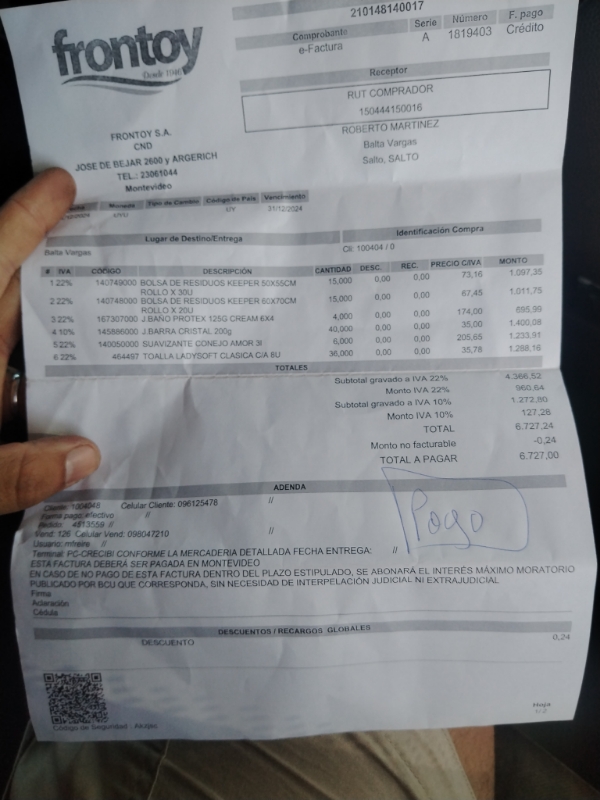 210148140017
frontoy
Comprobante Serie Número F. pago
e-Factura A 1819403 Crédito
Receptor
RUT COMPRADOR
150444150016
FRONTOY S.A.
CND
JOSE DE BEJAR 2600 y ARGERICH
TEL.: 23061044
Montevideo
ROBERTO MARTINEZ
Balta Vargas
Salto, SALTO
Moneda Tipo de Cambio Código de País Vencimiento
UYU UY 31/12/2024
Lugar de Destino/Entrega Identificación Compra
Balta Vargas Cli: 100404 / 0
# IVA CÓDIGO DESCRIPCIÓN CANTIDAD DESC. REC. PRECIO C/IVA MONTO
1 22% 140749000 BOLSA DE RESIDUOS KEEPER 50X55CM 15,000 0,00 0,00 73,16 1.097,35
ROLLO X 30U
2 22% 140748000 BOLSA DE RESIDUOS KEEPER 60X70CM 15,000 0,00 0,00 67,45 1.011,75
ROLLO X 20U
3 22% 167307000 J.BAÑO PROTEX 125G CREAM 6X4 4,000 0,00 0,00 174,00 695,99
4 10% 145886000 J.BARRA CRISTAL 200g 40,000 0,00 0,00 35,00 1.400,08
5 22% 140050000 SUAVIZANTE CONEJO AMOR 3l 6,000 0,00 0,00 205,65 1.233,91
6 22% 464497 TOALLA LADYSOFT CLASICA C/A 8U 36,000 0,00 0,00 35,78 1.288,16
TOTALES
Subtotal gravado a IVA 22% 4.366,52
Monto IVA 22% 960,64
Subtotal gravado a IVA 10% 1.272,80
Monto IVA 10% 127,28
TOTAL 6.727,24
Monto no facturable -0,24
TOTAL A PAGAR 6.727,00
ADENDA
Cliente: 1004048 Celular Cliente: 096125478 //
Forma pago: efectivo //
Pedido: 4813559 //
Vend: 126 Celular Vend: 098047210 //
Usuario: mfreire
Pago
Terminal: PC-CRECIBI CONFORME LA MERCADERIA DETALLADA FECHA ENTREGA: //
ESTA FACTURA DEBERA SER PAGADA EN MONTEVIDEO
EN CASO DE NO PAGO DE ESTA FACTURA DENTRO DEL PLAZO ESTIPULADO, SE ABONARÁ EL INTERÉS MÁXIMO MORATORIO
PUBLICADO POR BCU QUE CORRESPONDA, SIN NECESIDAD DE INTERPELACIÓN JUDICIAL NI EXTRAJUDICIAL
Firma
Aclaración
Cédula
DESCUENTOS / RECARGOS GLOBALES
DESCUENTO 0,24
Hoja
Código de Seguridad